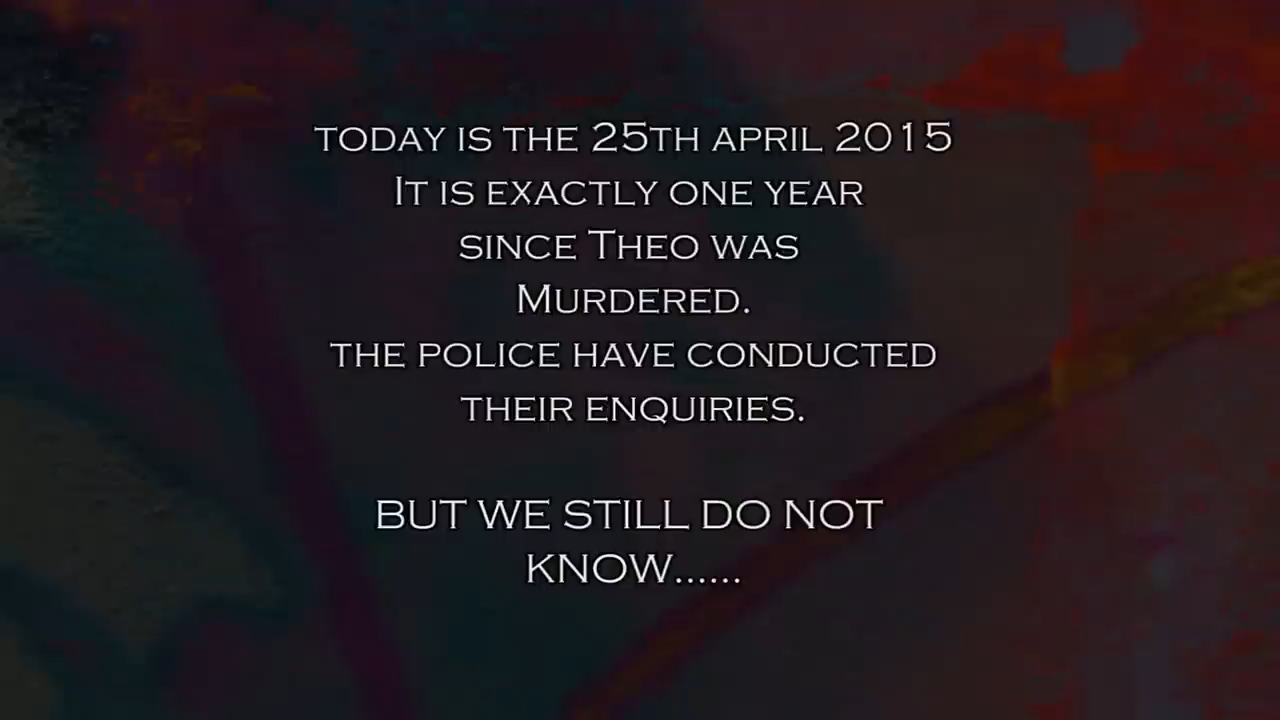 TODAY IS THE 25TH APRIL 2015
IT IS EXACTLY ONE YEAR
SINCE THEO WAS
MURDERED.
THE POLICE HAVE CONDUCTED
THEIR ENQUIRIES.
BUT WE STILL DO NOT
KNOW......